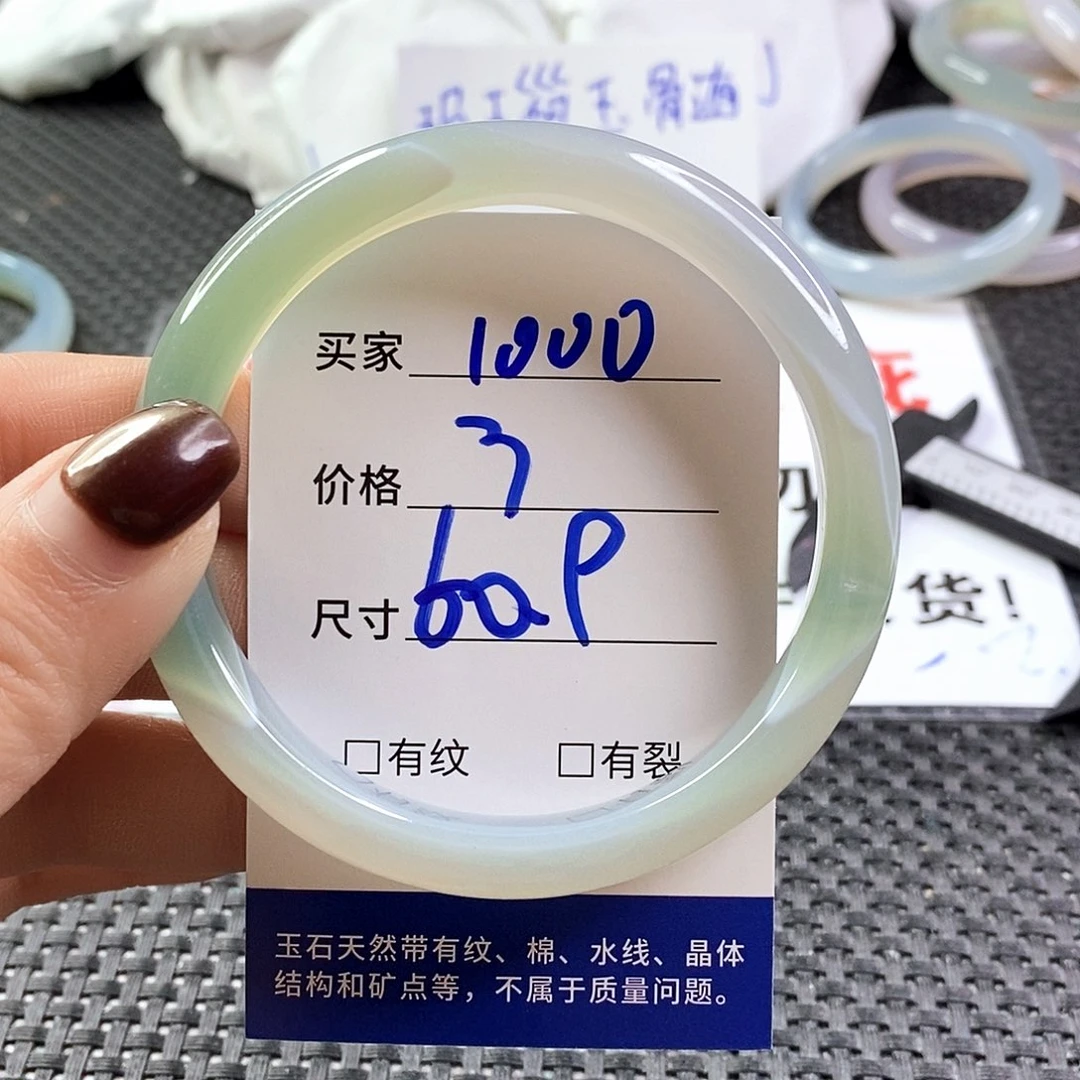 买家 1000
价格 3
尺寸 60 P
□有纹 □有裂
玉石天然带有纹、棉、水线、晶体
结构和矿点等，不属于质量问题。
货!